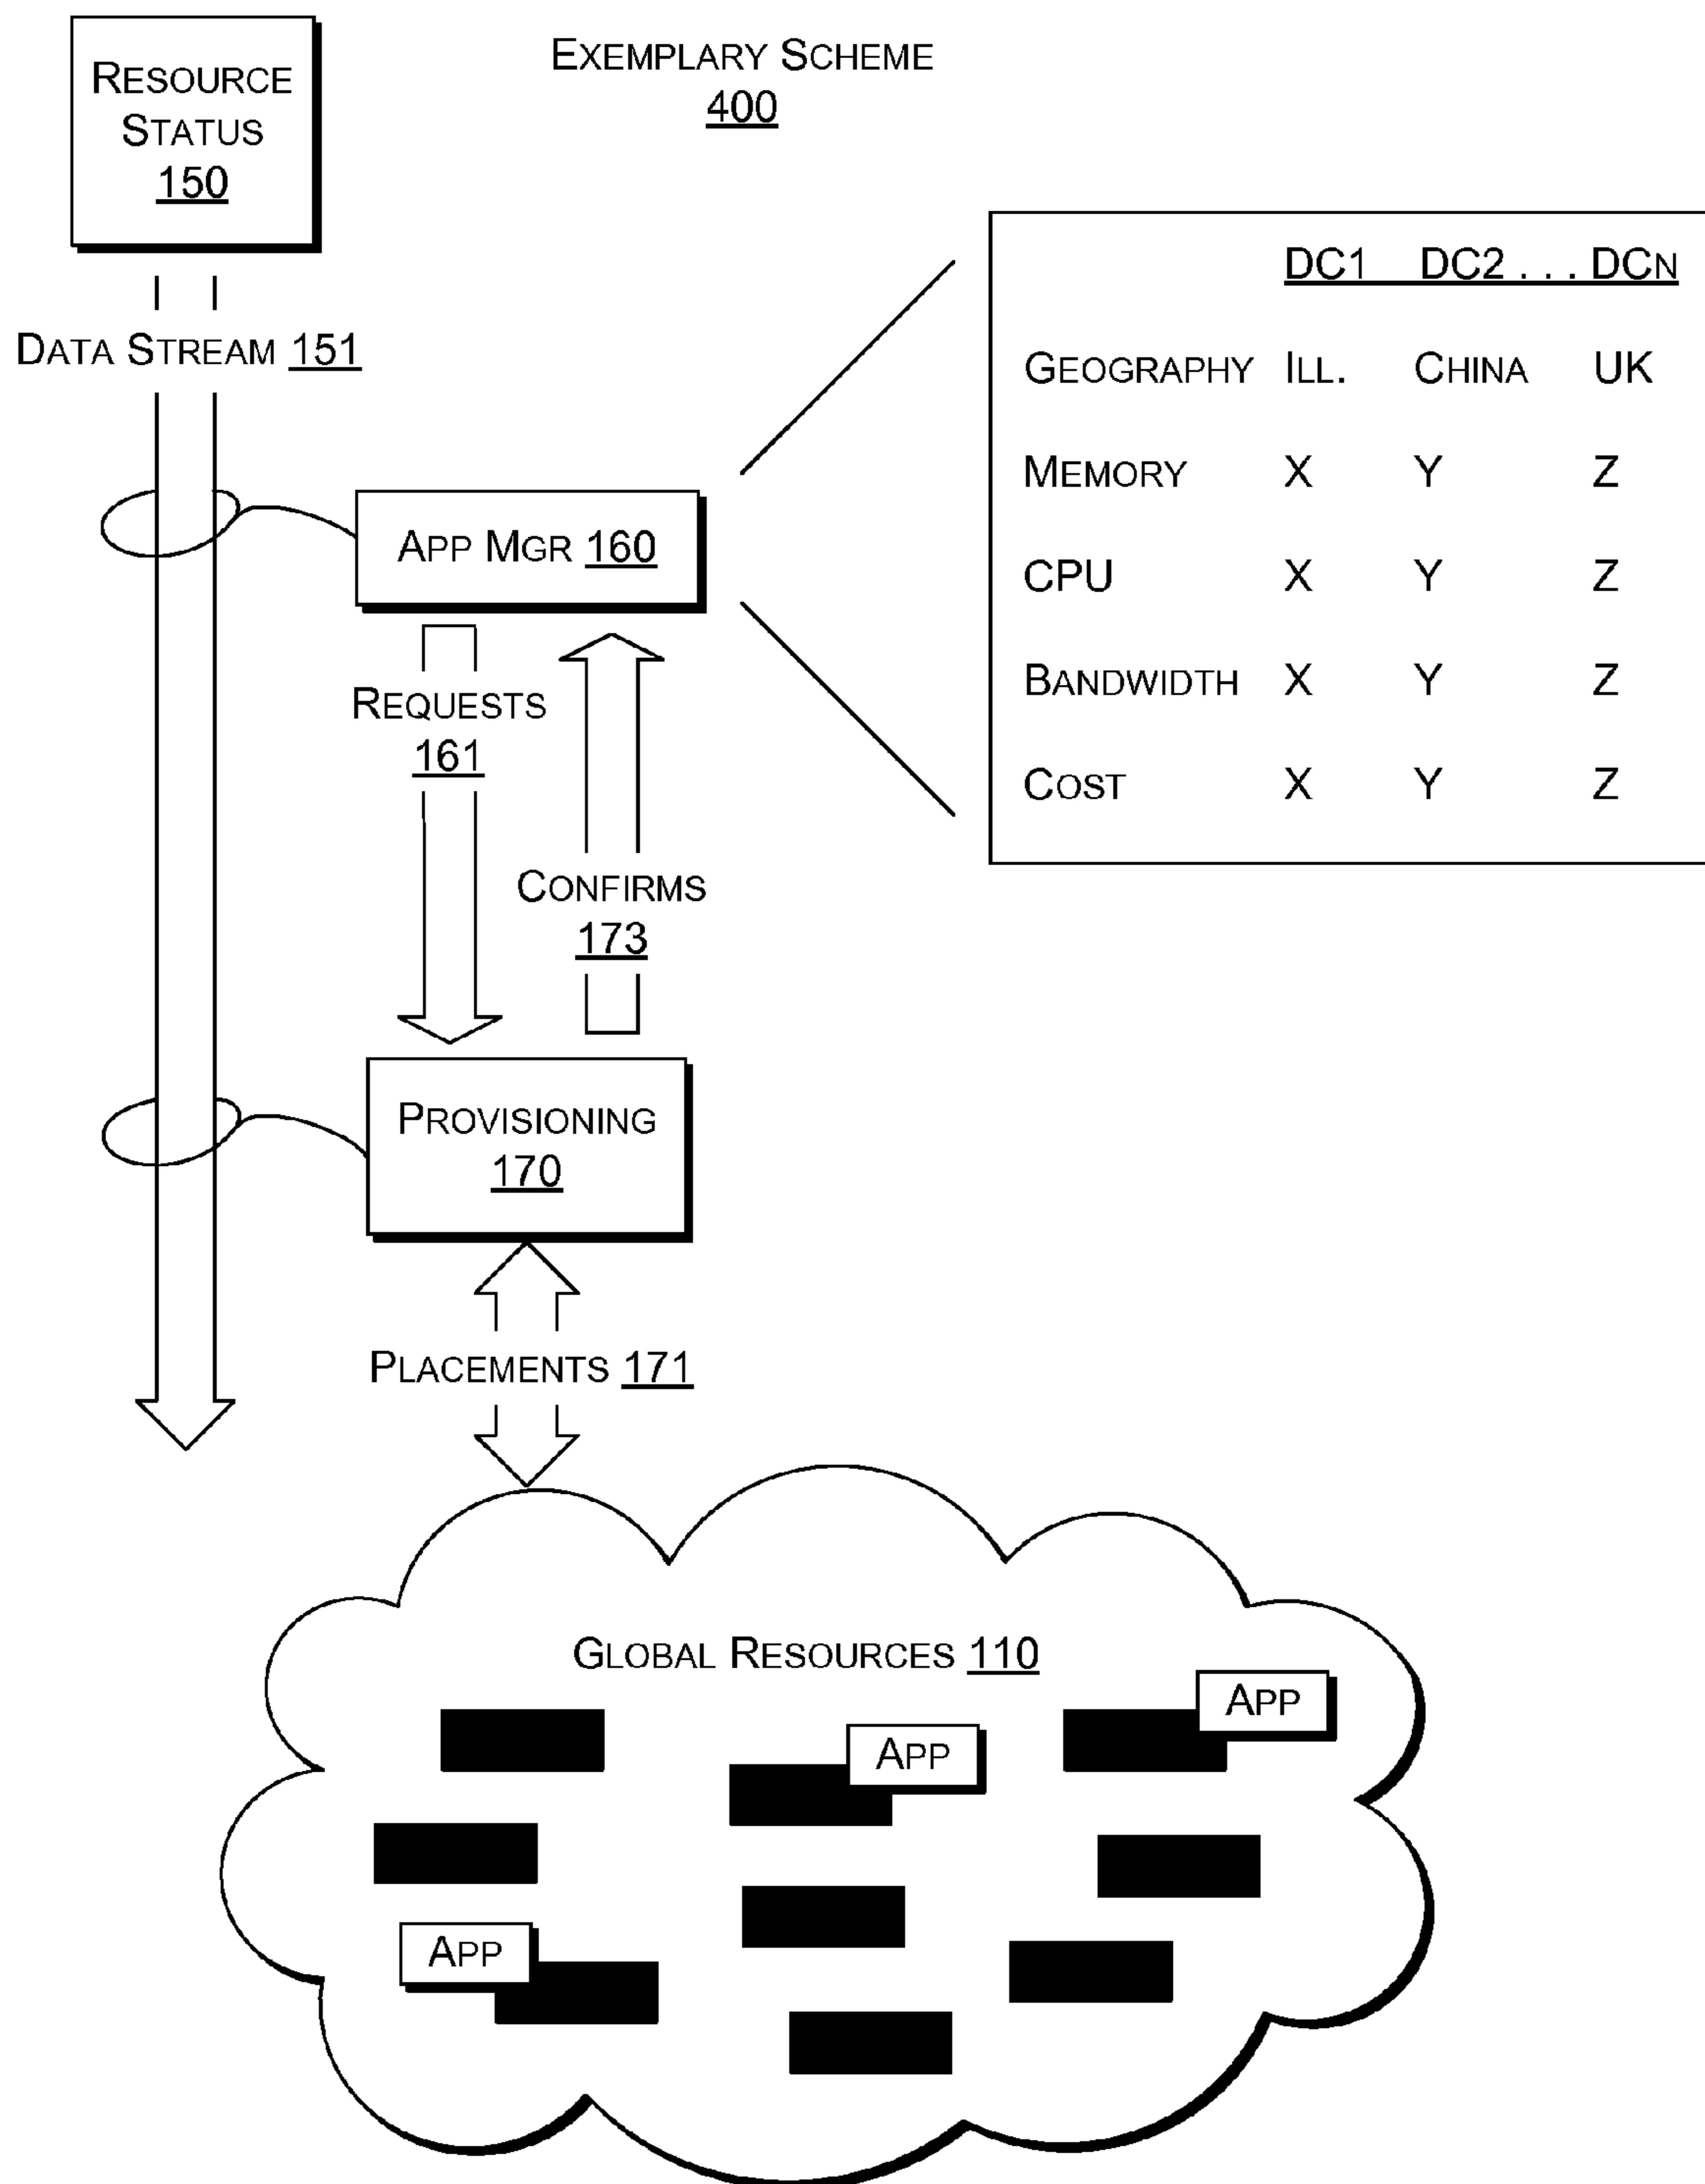 Resource
Status
150
Exemplary Scheme
400
Data Stream 151
DC1 DC2 . . . DCN
Geography Ill. China UK
Memory X Y Z
CPU X Y Z
Bandwidth X Y Z
Cost X Y Z
App Mgr 160
Requests
161
Confirms
173
Provisioning
170
Placements 171
Global Resources 110
App
App
App